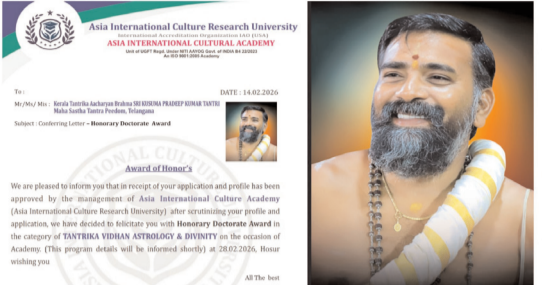 Asia International Culture Research University
International Accreditation Organization IAO (USA)
ASIA INTERNATIONAL CULTURAL ACADEMY
Unit of USFT Regd. Under NITI AAYOG Govt. of INDIA B4 22/2023
An ISO 9001-2005 Academy
To :
DATE : 14.02.2026
Mr/Ms/ Mis : Kerala Tantrika Aacharyan Brahma SRI KUSUMA PRADEEP KUMAR TANTRI
Maha Sastha Tantra Peedom, Telangana
Subject : Conferring Letter – Honorary Doctorate Award
Award of Honor's
We are pleased to inform you that in receipt of your application and profile has been
approved by the management of Asia International Culture Academy
(Asia International Culture Research University) after scrutinizing your profile and
application, we have decided to felicitate you with Honorary Doctorate Award in
the category of TANTRIKA VIDHAN ASTROLOGY & DIVINITY on the occasion of
Academy. (This program details will be informed shortly) at 28.02.2026, Hosur
wishing you
All The best